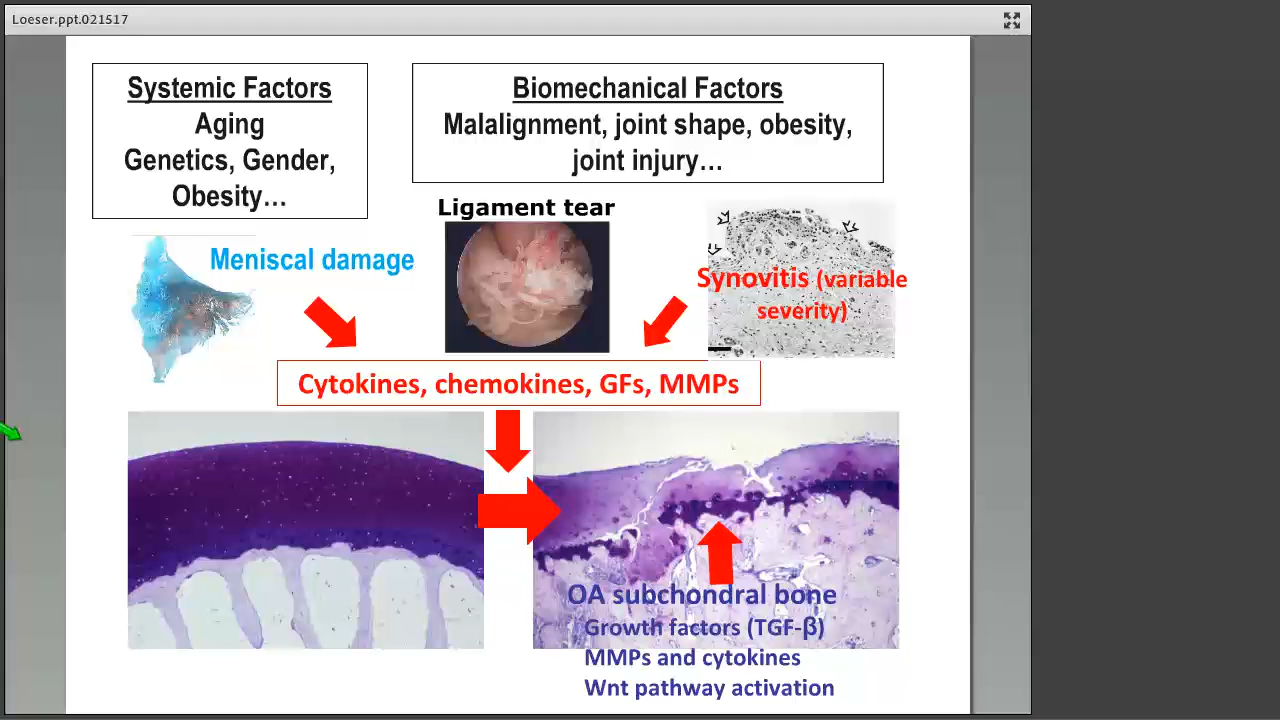 Loeser.ppt.021517
Systemic Factors
Aging
Genetics, Gender,
Obesity…
Biomechanical Factors
Malalignment, joint shape, obesity,
joint injury…
Ligament tear
Meniscal damage
Synovitis (variable
severity)
Cytokines, chemokines, GFs, MMPs
OA subchondral bone
Growth factors (TGF-β)
MMPs and cytokines
Wnt pathway activation